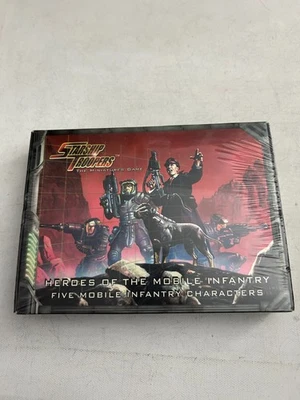 STARSHIP
TROOPERS
THE MINIATURES GAME
HEROES OF THE MOBILE INFANTRY
FIVE MOBILE INFANTRY CHARACTERS